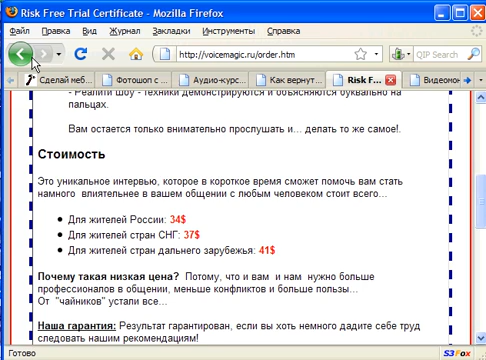 Risk Free Trial Certificate - Mozilla Firefox
Файл Правка Вид Журнал Закладки Инструменты Справка
http://voicemagic.ru/order.htm QIP Search
Сделай меб... Фотошоп с ... Аудио-курс... Как вернут... Risk F... Видеомон
- Реалити шоу - техники демонстрируются и объясняются буквально на
пальцах.
Вам остается только внимательно прослушать и... делать то же самое!.
Стоимость
Это уникальное интервью, которое в короткое время сможет помочь вам стать
намного влиятельнее в вашем общении с любым человеком стоит всего...
Для жителей России: 34$
Для жителей стран СНГ: 37$
Для жителей стран дальнего зарубежья: 41$
Почему такая низкая цена? Потому, что и вам и нам нужно больше
профессионалов в общении, меньше конфликтов и больше пользы...
От "чайников" устали все...
Наша гарантия: Результат гарантирован, если вы хоть немного дадите себе труд
следовать нашим рекомендациям!
Готово S3Fox